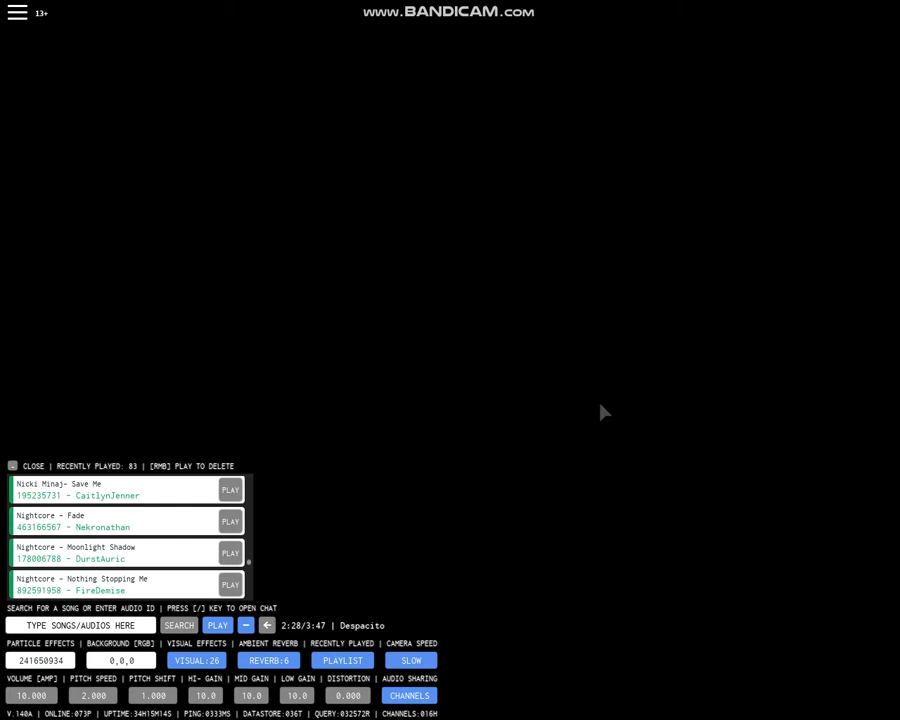 13+
www.BANDICAM.com
- CLOSE | RECENTLY PLAYED: 83 | [RMB] PLAY TO DELETE
Nicki Minaj- Save Me
195235731 - CaitlynJenner
PLAY
Nightcore - Fade
463166567 - Nekronathan
PLAY
Nightcore - Moonlight Shadow
178006788 - DurstAuric
PLAY
Nightcore - Nothing Stopping Me
892591958 - FireDemise
PLAY
SEARCH FOR A SONG OR ENTER AUDIO ID | PRESS [/] KEY TO OPEN CHAT
TYPE SONGS/AUDIOS HERE SEARCH PLAY - ← 2:28/3:47 | Despacito
PARTICLE EFFECTS | BACKGROUND [RGB] | VISUAL EFFECTS | AMBIENT REVERB | RECENTLY PLAYED | CAMERA SPEED
241650934 0,0,0 VISUAL:26 REVERB:6 PLAYLIST SLOW
VOLUME [AMP] | PITCH SPEED | PITCH SHIFT | HI- GAIN | MID GAIN | LOW GAIN | DISTORTION | AUDIO SHARING
10.000 2.000 1.000 10.0 10.0 10.0 0.000 CHANNELS
V.140A | ONLINE:073P | UPTIME:34H15M14S | PING:0333MS | DATASTORE:036T | QUERY:032572R | CHANNELS:016H